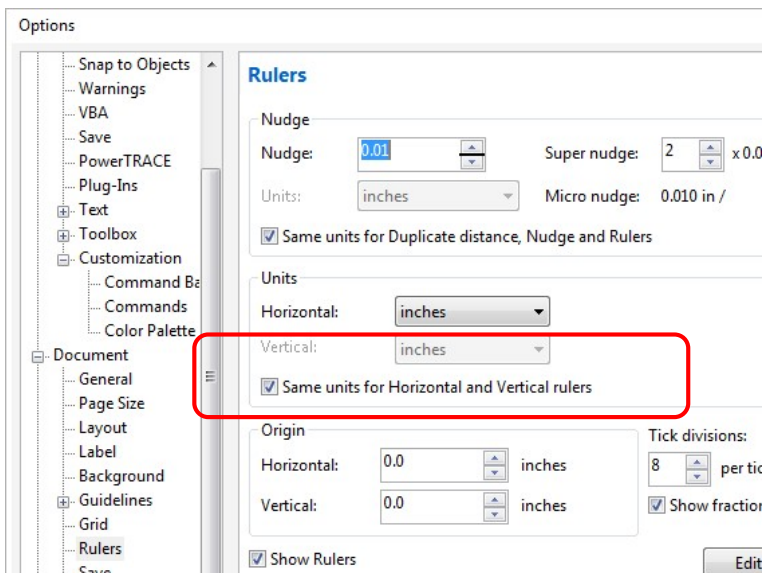 Options
Snap to Objects
Warnings
VBA
Save
PowerTRACE
Plug-Ins
Text
Toolbox
Customization
Command Ba
Commands
Color Palette
Document
General
Page Size
Layout
Label
Background
Guidelines
Grid
Rulers
Save
Rulers
Nudge
Nudge: 0.01 Super nudge: 2 x 0.0
Units: inches Micro nudge: 0.010 in /
Same units for Duplicate distance, Nudge and Rulers
Units
Horizontal: inches
Vertical: inches
Same units for Horizontal and Vertical rulers
Origin
Horizontal: 0.0 inches
Vertical: 0.0 inches
Tick divisions:
8 per tic
Show fraction
Show Rulers
Edit